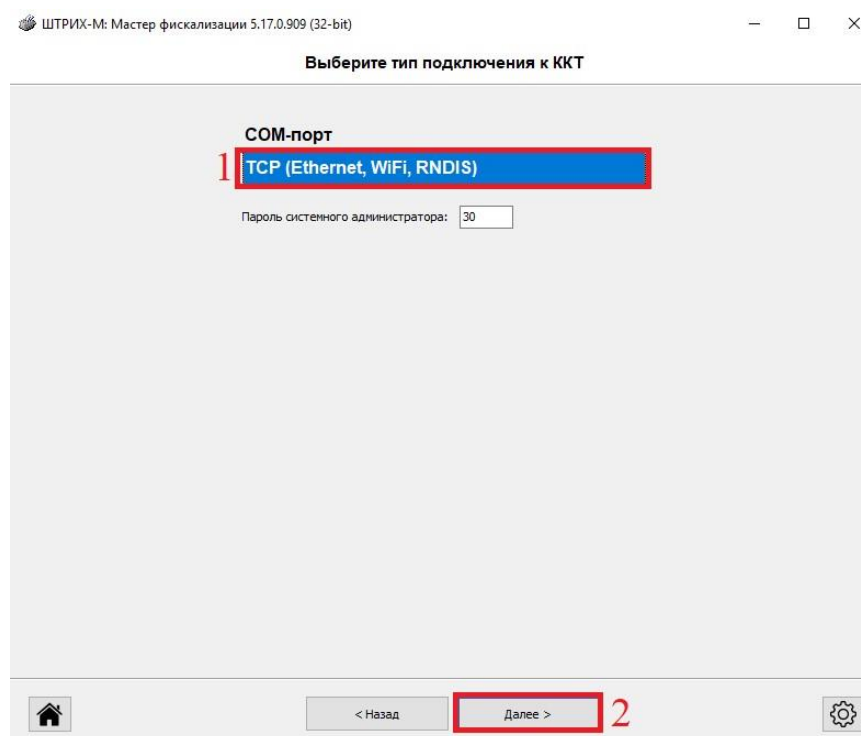 ШТРИХ-М: Мастер фискализации 5.17.0.909 (32-bit)
Выберите тип подключения к ККТ
COM-порт
1
TCP (Ethernet, WiFi, RNDIS)
Пароль системного администратора: 30
< Назад
Далее >
2